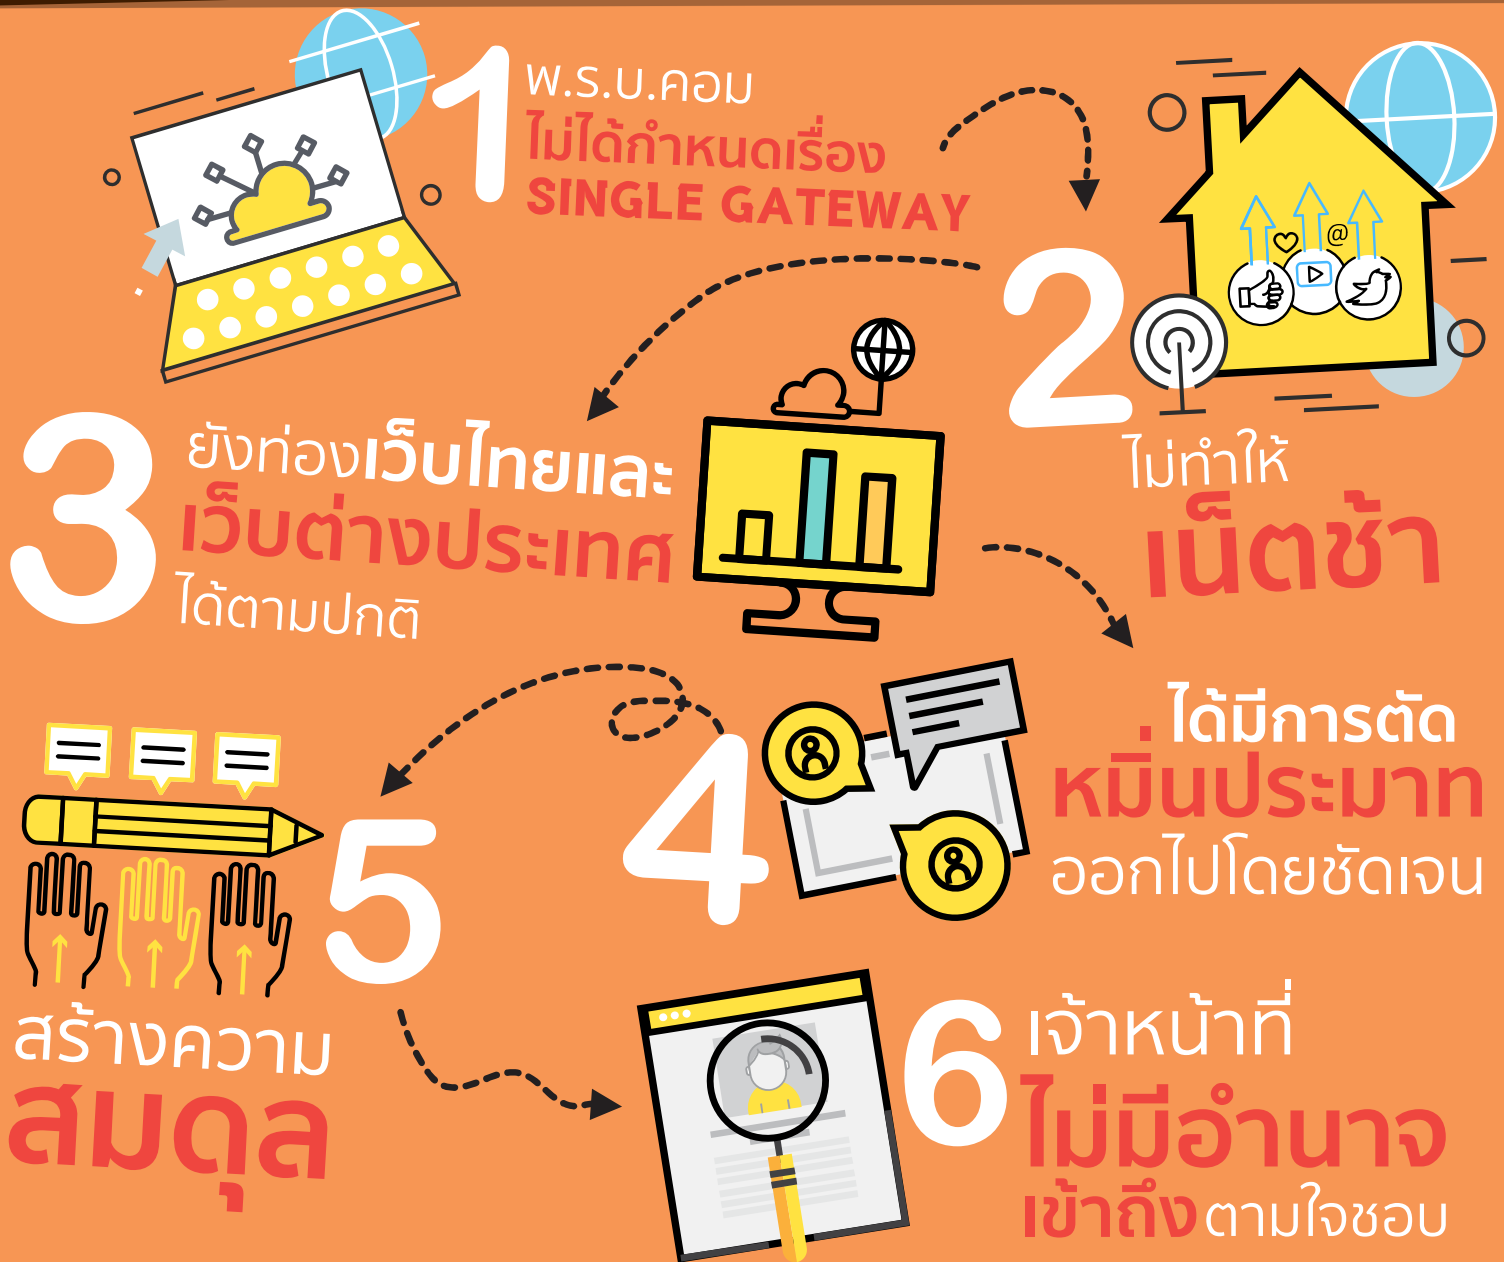 1
พ.ร.บ.คอม
ไม่ได้กำหนดเรื่อง
SINGLE GATEWAY
2
ไม่ทำให้
เน็ตช้า
3
ยังท่องเว็บไทยและ
เว็บต่างประเทศ
ได้ตามปกติ
4
ได้มีการตัด
หมิ่นประมาท
ออกไปโดยชัดเจน
5
สร้างความ
สมดุล
6
เจ้าหน้าที่
ไม่มีอำนาจ
เข้าถึงตามใจชอบ
@